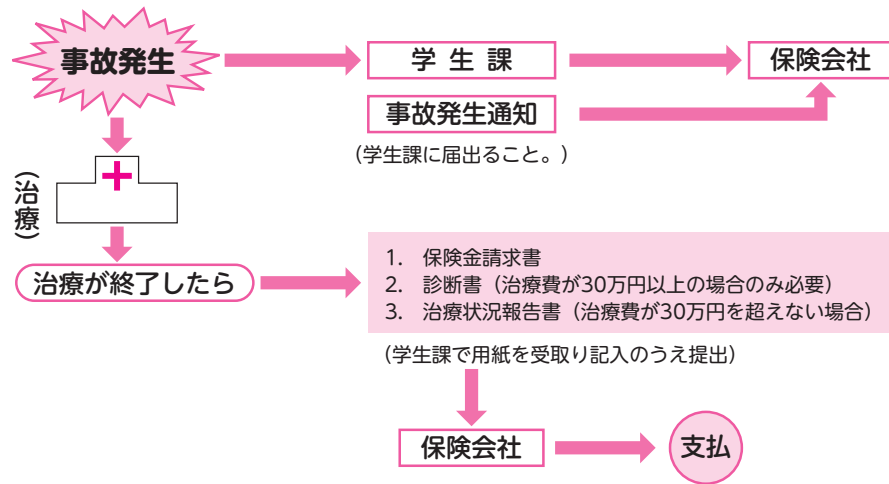 事故発生
学生課
保険会社
事故発生通知
(学生課に届出ること。)
(治療)
治療が終了したら
1. 保険金請求書
2. 診断書（治療費が30万円以上の場合のみ必要）
3. 治療状況報告書（治療費が30万円を超えない場合）
(学生課で用紙を受取り記入のうえ提出)
保険会社
支払